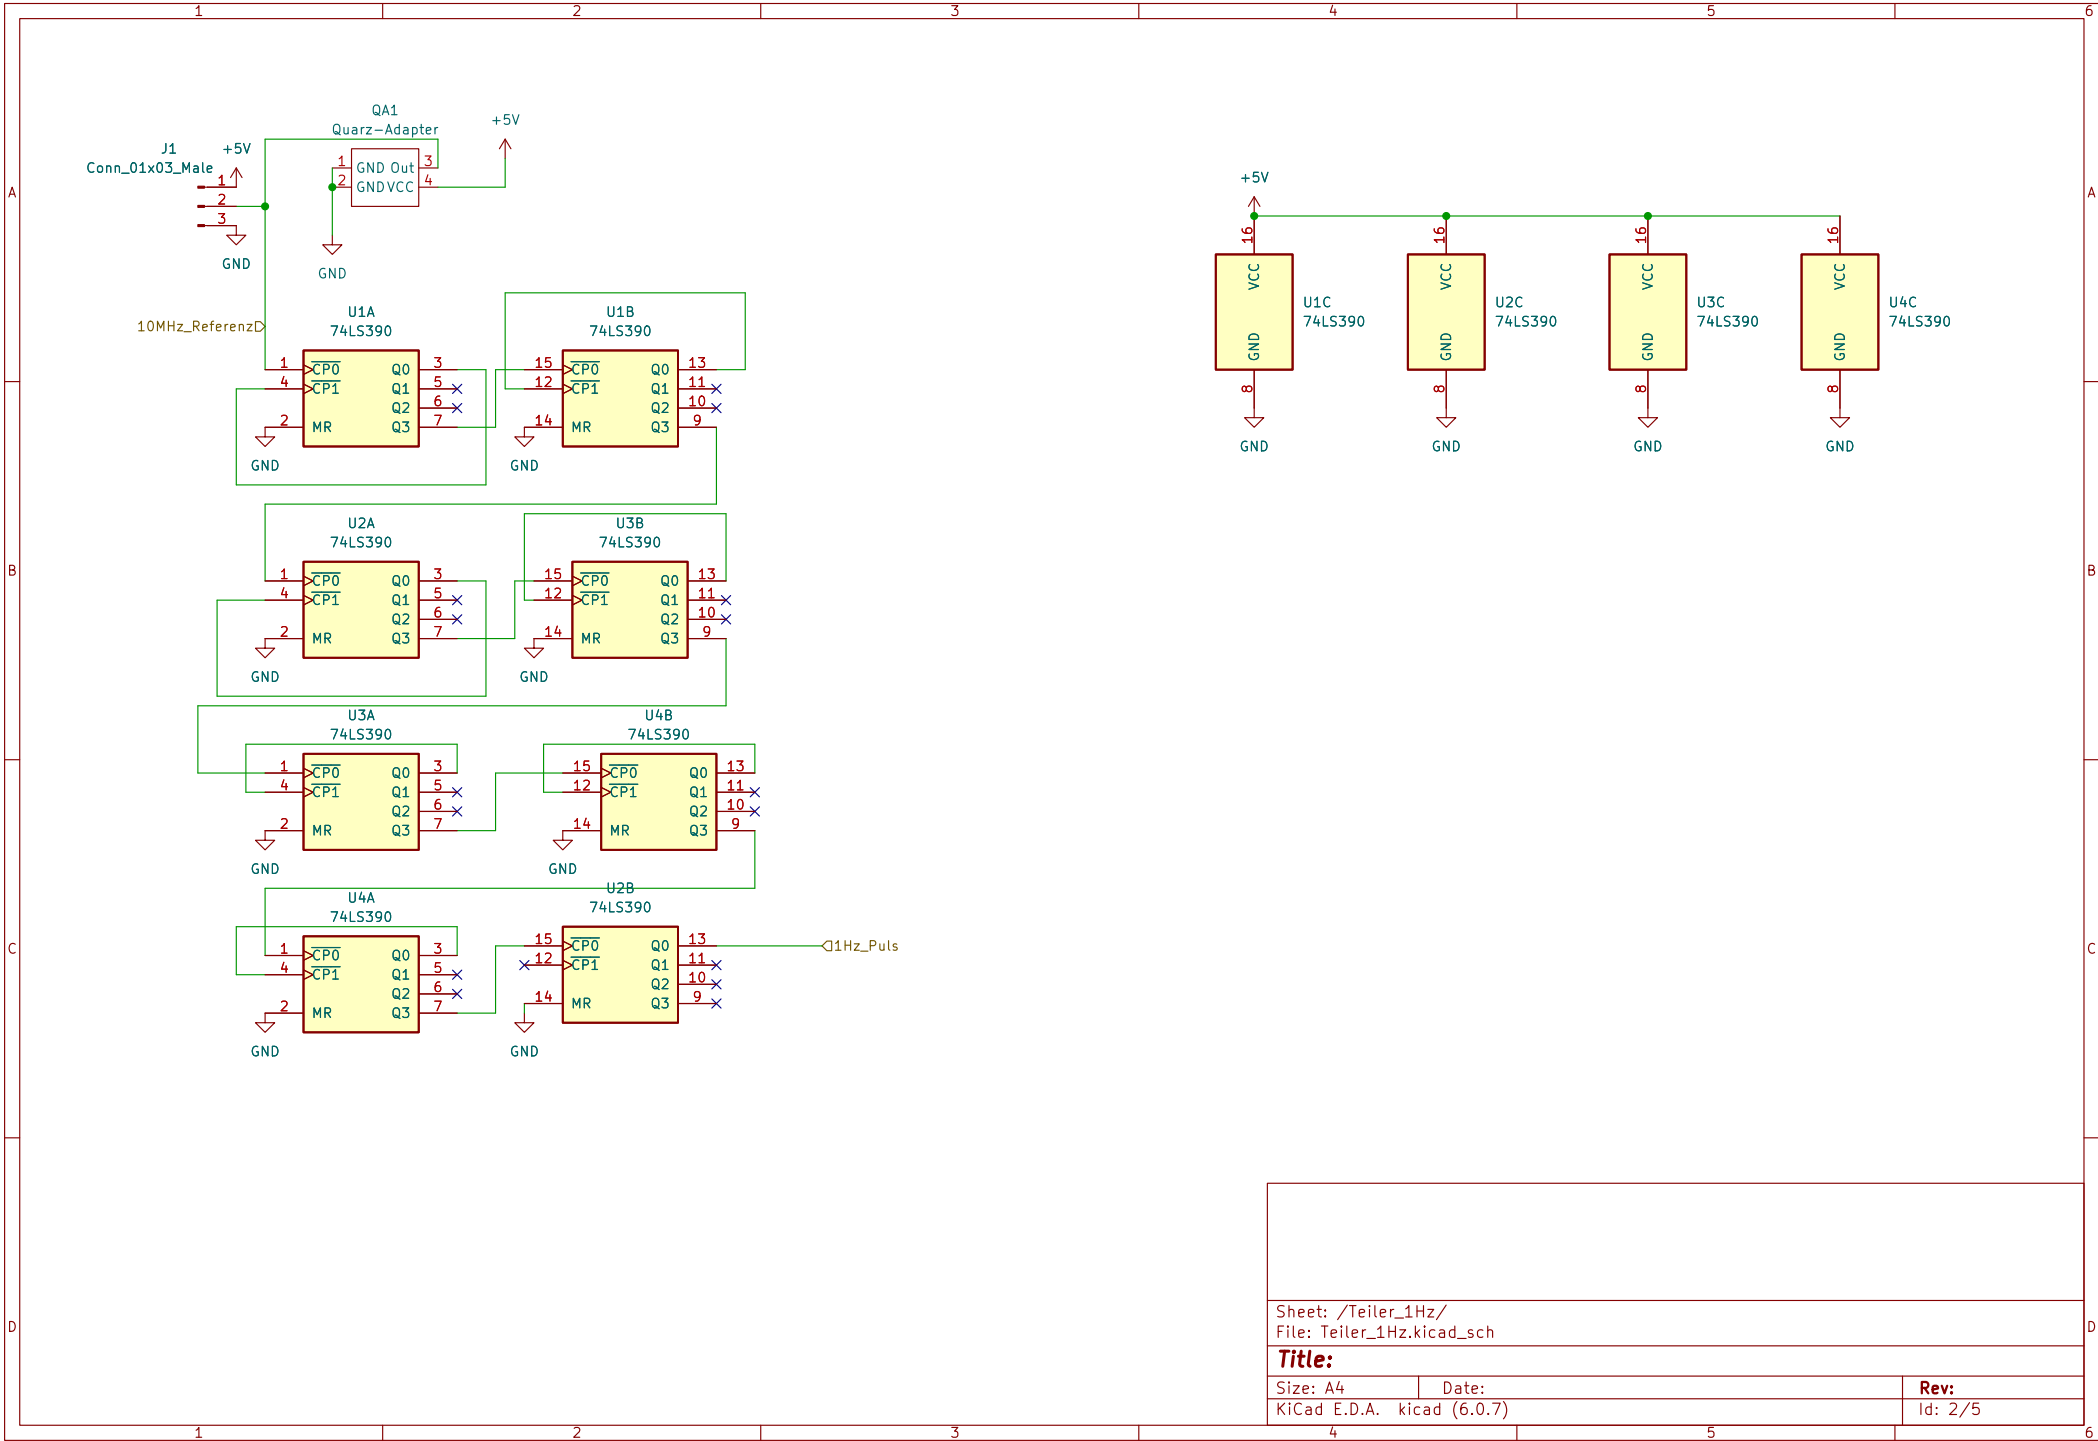 1 2 3 4 5 6
A
B
C
D
A
B
C
D
J1
Conn_01x03_Male
+5V
1
2
3
GND
QA1
Quarz-Adapter
1 GND Out 3
2 GND VCC 4
+5V
GND
10MHz_Referenz
U1A
74LS390
1 CP0 Q0 3
4 CP1 Q1 5
Q2 6
2 MR Q3 7
GND
U1B
74LS390
15 CP0 Q0 13
12 CP1 Q1 11
Q2 10
14 MR Q3 9
GND
U2A
74LS390
1 CP0 Q0 3
4 CP1 Q1 5
Q2 6
2 MR Q3 7
GND
U3B
74LS390
15 CP0 Q0 13
12 CP1 Q1 11
Q2 10
14 MR Q3 9
GND
U3A
74LS390
1 CP0 Q0 3
4 CP1 Q1 5
Q2 6
2 MR Q3 7
GND
U4B
74LS390
15 CP0 Q0 13
12 CP1 Q1 11
Q2 10
14 MR Q3 9
GND
U4A
74LS390
1 CP0 Q0 3
4 CP1 Q1 5
Q2 6
2 MR Q3 7
GND
U2B
74LS390
15 CP0 Q0 13
12 CP1 Q1 11
Q2 10
14 MR Q3 9
GND
1Hz_Puls
+5V
16
VCC
GND
8
GND
U1C
74LS390
16
VCC
GND
8
GND
U2C
74LS390
16
VCC
GND
8
GND
U3C
74LS390
16
VCC
GND
8
GND
U4C
74LS390
Sheet: /Teiler_1Hz/
File: Teiler_1Hz.kicad_sch
Title:
Size: A4 Date: Rev:
KiCad E.D.A. kicad (6.0.7) Id: 2/5
1 2 3 4 5 6